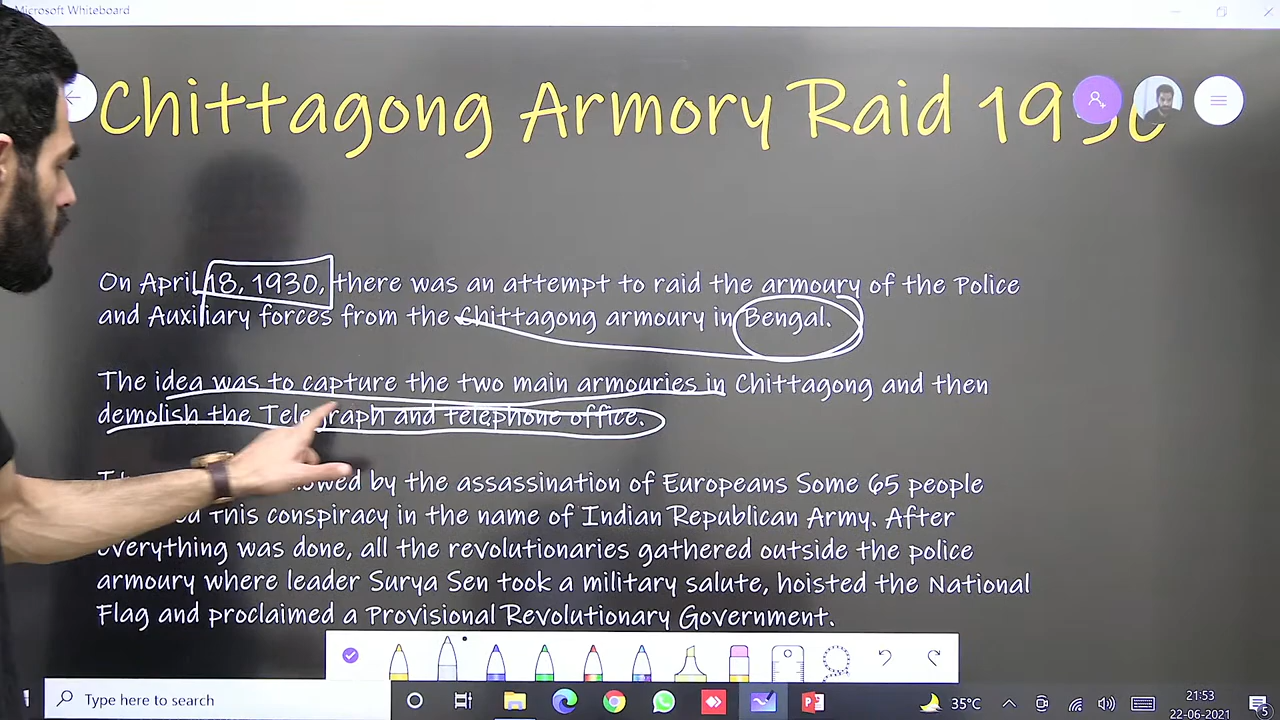 Microsoft Whiteboard
Chittagong Armory Raid 1930
On April 18, 1930, there was an attempt to raid the armoury of the Police
and Auxiliary forces from the Chittagong armoury in Bengal.
The idea was to capture the two main armouries in Chittagong and then
demolish the Telegraph and telephone office.
by the assassination of Europeans Some 65 people
this conspiracy in the name of Indian Republican Army. After
everything was done, all the revolutionaries gathered outside the police
armoury where leader Surya Sen took a military salute, hoisted the National
Flag and proclaimed a Provisional Revolutionary Government.
Type here to search
35°C
21:53
22-06-2021
5